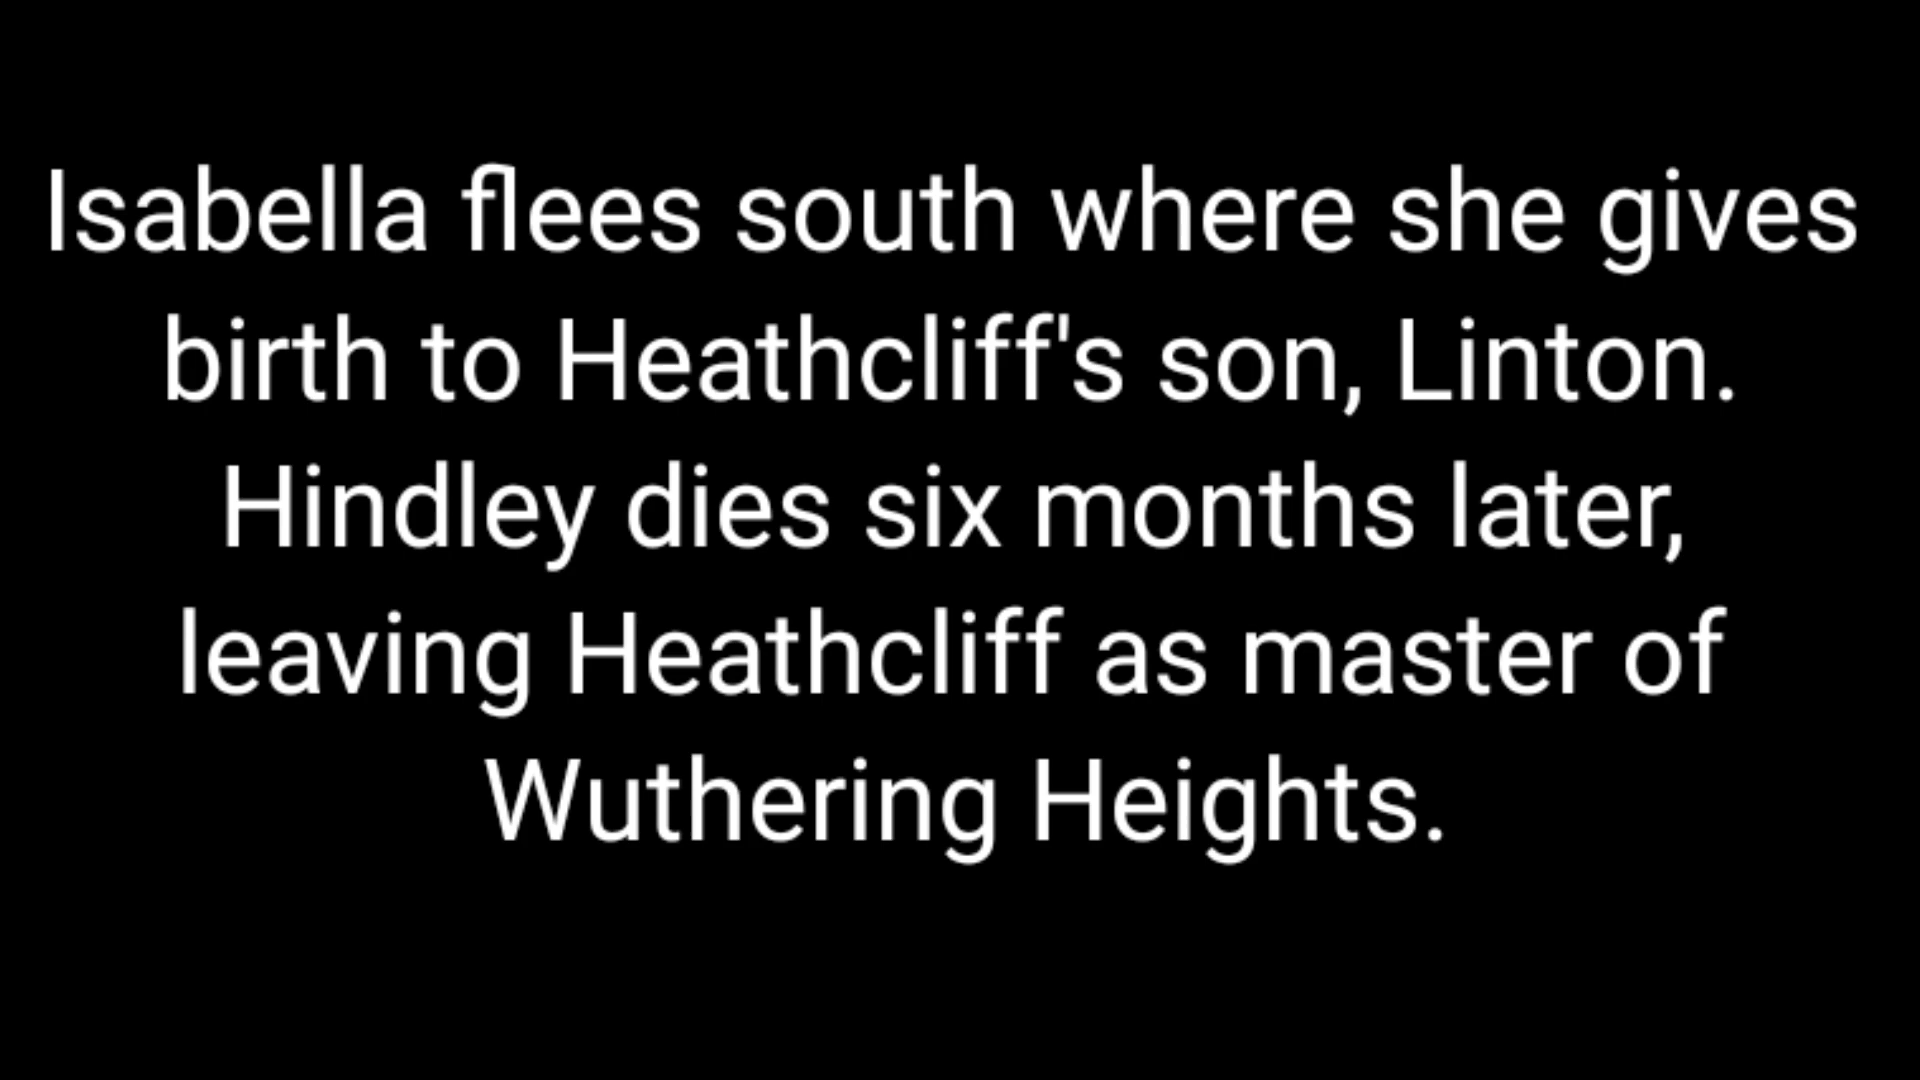 Isabella flees south where she gives
birth to Heathcliff's son, Linton.
Hindley dies six months later,
leaving Heathcliff as master of
Wuthering Heights.